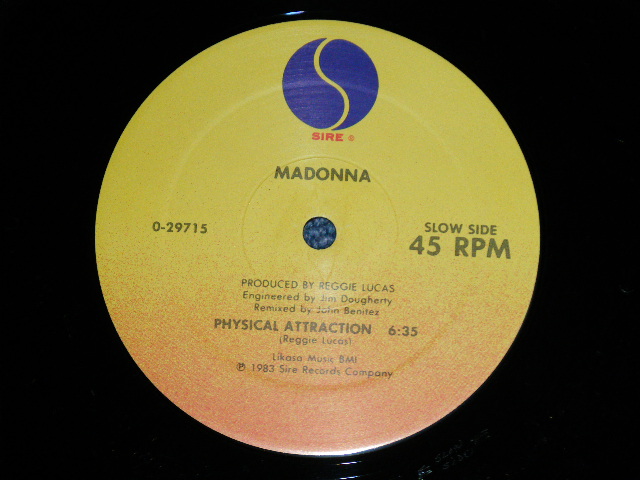 SIRE ®
MADONNA
0-29715
SLOW SIDE
45 RPM
PRODUCED BY REGGIE LUCAS
Engineered by Jim Dougherty
Remixed by John Benitez
PHYSICAL ATTRACTION 6:35
(Reggie Lucas)
Likasa Music BMI
℗ 1983 Sire Records Company